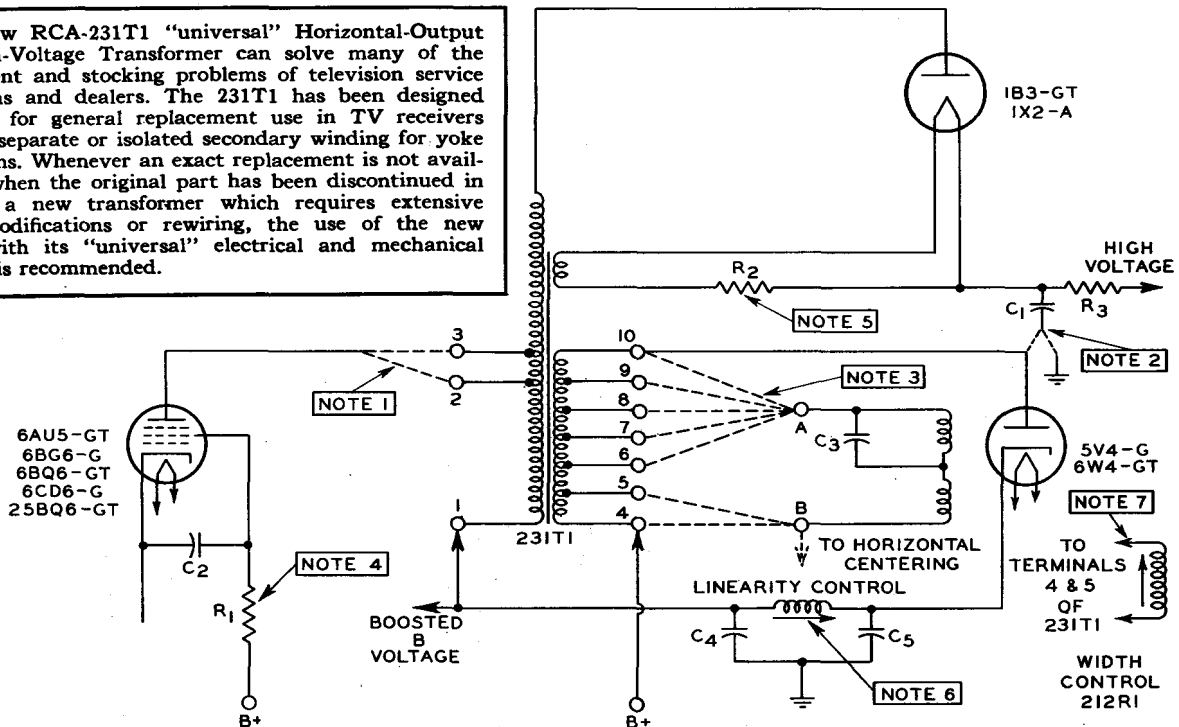 w RCA-231T1 “universal” Horizontal-Output
-Voltage Transformer can solve many of the
nt and stocking problems of television service
ns and dealers. The 231T1 has been designed
for general replacement use in TV receivers
separate or isolated secondary winding for yoke
ns. Whenever an exact replacement is not avail-
when the original part has been discontinued in
a new transformer which requires extensive
odifications or rewiring, the use of the new
ith its “universal” electrical and mechanical
is recommended.
1B3-GT
1X2-A
HIGH
VOLTAGE
R2
C1
R3
NOTE 5
NOTE 2
3
2
NOTE 1
10
9
8
7
6
5
4
NOTE 3
A
C3
B
6AU5-GT
6BG6-G
6BQ6-GT
6CD6-G
25BQ6-GT
5V4-G
6W4-GT
NOTE 7
1
231T1
TO HORIZONTAL
CENTERING
TO
TERMINALS
4 & 5
OF
231T1
C2
NOTE 4
R1
LINEARITY CONTROL
BOOSTED
B
VOLTAGE
C4
C5
NOTE 6
WIDTH
CONTROL
212R1
B+
B+